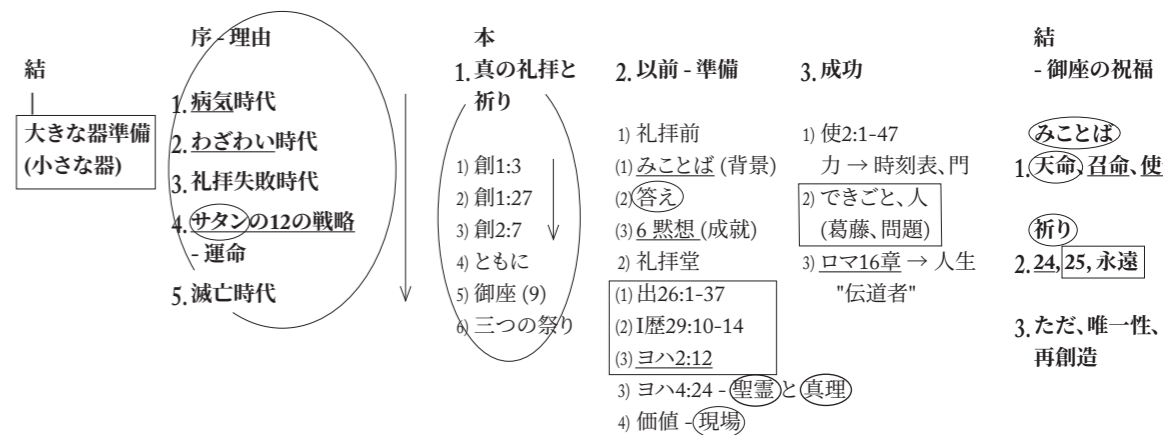 結
大きな器準備
(小さな器)
序 - 理由
1. 病気時代
2. わざわい時代
3. 礼拝失敗時代
4. サタンの12の戦略
- 運命
5. 滅亡時代
本
1. 真の礼拝と
祈り
1) 創1:3
2) 創1:27
3) 創2:7
4) ともに
5) 御座 (9)
6) 三つの祭り
2. 以前 - 準備
1) 礼拝前
(1) みことば (背景)
(2) 答え
(3) 6 黙想 (成就)
2) 礼拝堂
(1) 出26:1-37
(2) I歴29:10-14
(3) ヨハ2:12
3) ヨハ4:24 - 聖霊と真理
4) 価値 - 現場
3. 成功
1) 使2:1-47
力 → 時刻表、門
2) できごと、人
(葛藤、問題)
3) ロマ16章 → 人生
"伝道者"
結
- 御座の祝福
みことば
1. 天命、召命、使
祈り
2. 24, 25, 永遠
3. ただ、唯一性、
再創造